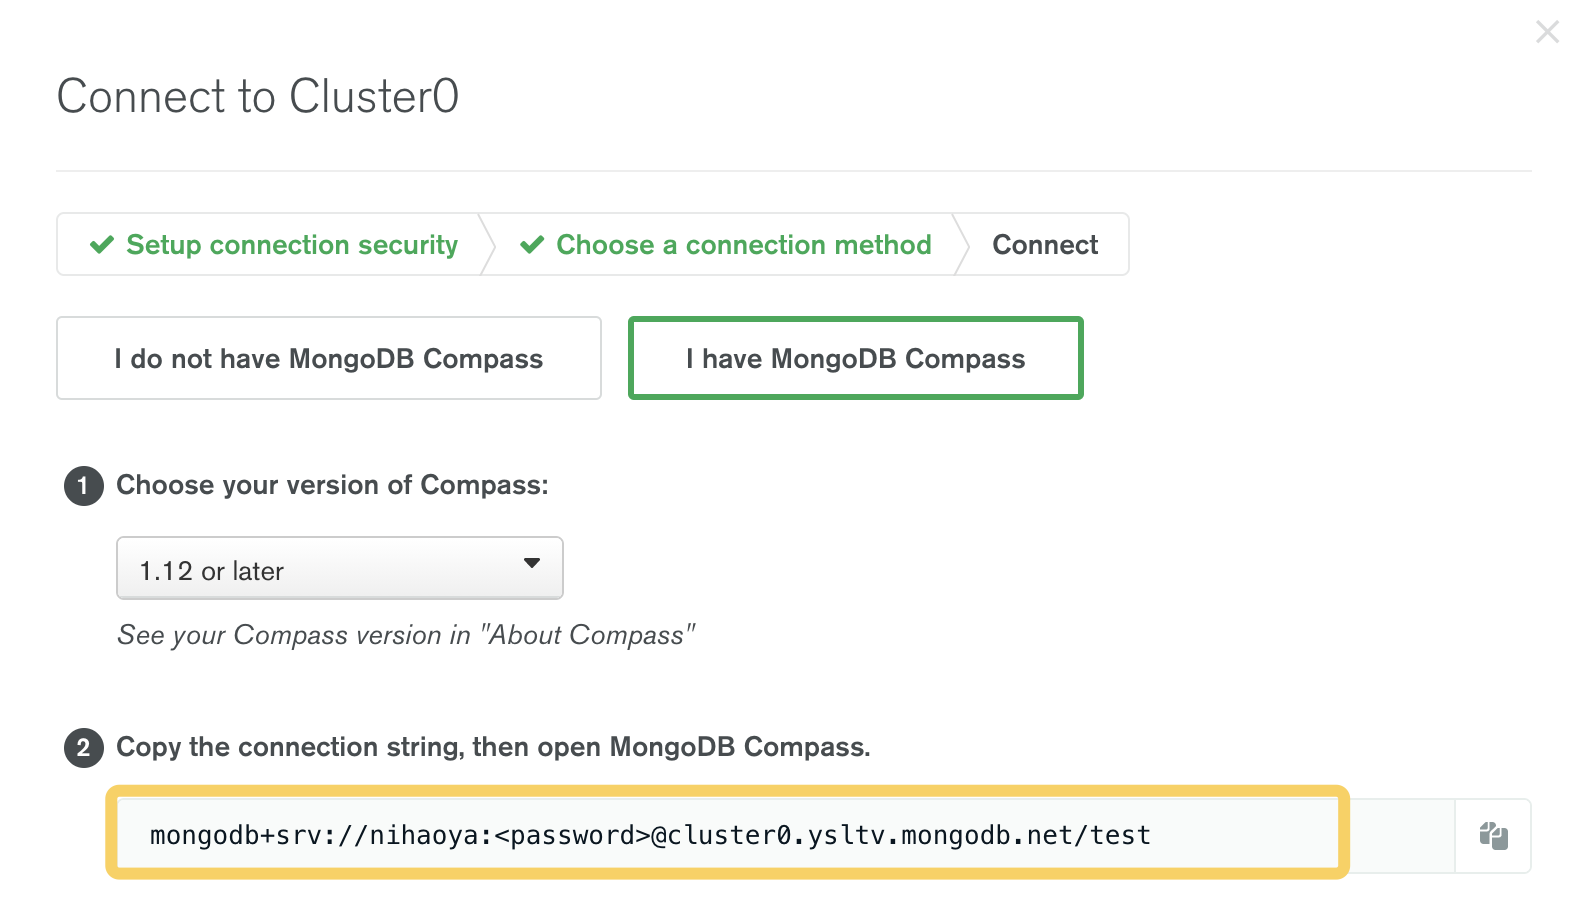 Connect to Cluster0
Setup connection security
Choose a connection method
Connect
I do not have MongoDB Compass
I have MongoDB Compass
1 Choose your version of Compass:
1.12 or later
See your Compass version in "About Compass"
2 Copy the connection string, then open MongoDB Compass.
mongodb+srv://nihaoya:<password>@cluster0.ysltv.mongodb.net/test